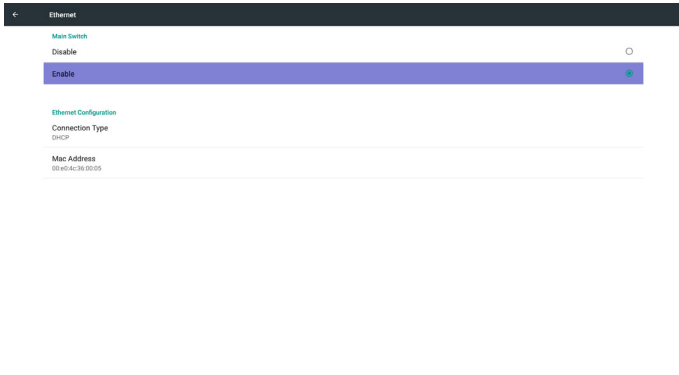 Ethernet
Main Switch
Disable
Enable
Ethernet Configuration
Connection Type
DHCP
Mac Address
00:e0:4c:36:00:05